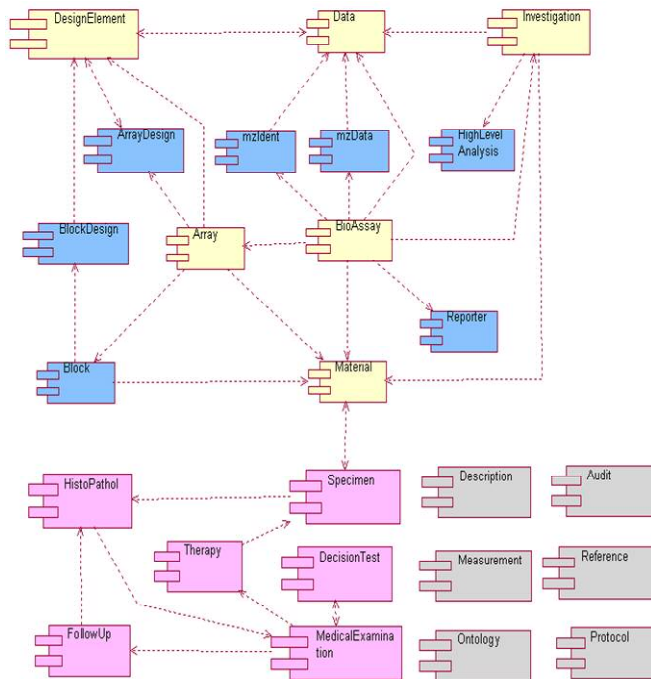 DesignElement
Data
Investigation
ArrayDesign
mzIdent
mzData
HighLevel
Analysis
BlockDesign
Array
BioAssay
Reporter
Block
Material
HistoPathol
Specimen
Description
Audit
Therapy
DecisionTest
Measurement
Reference
FollowUp
MedicalExamina
tion
Ontology
Protocol